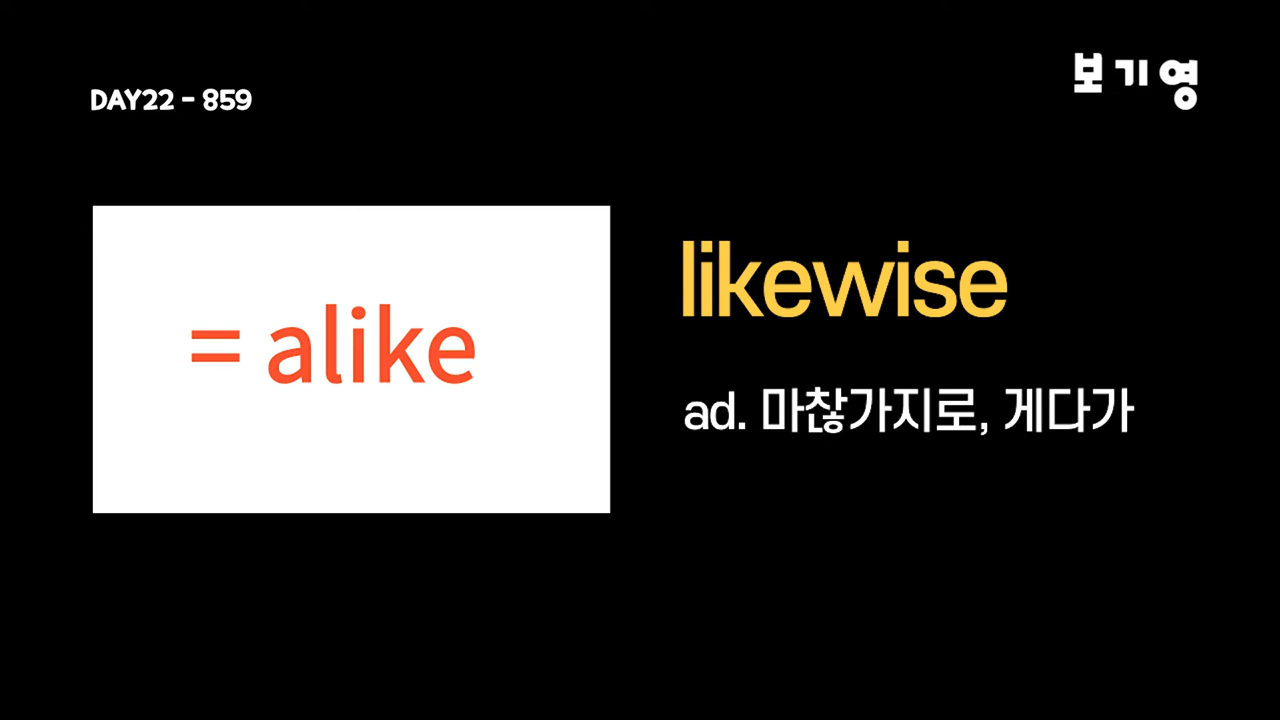 DAY22 - 859
보기영
= alike
likewise
ad. 마찮가지로, 게다가